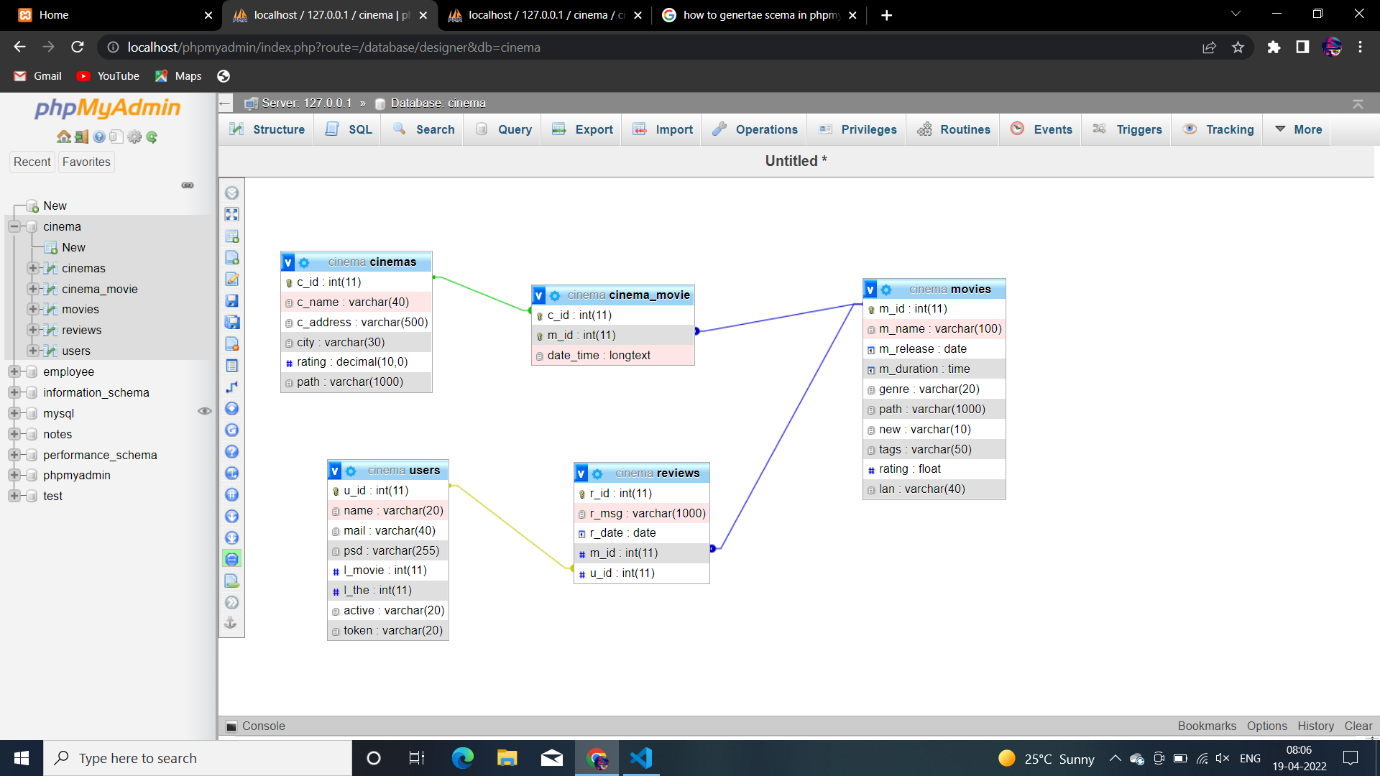 Home
localhost / 127.0.0.1 / cinema | p
localhost / 127.0.0.1 / cinema / c
how to genertae scema in phpmy
localhost/phpmyadmin/index.php?route=/database/designer&db=cinema
Gmail YouTube Maps
phpMyAdmin
Server: 127.0.0.1 » Database: cinema
Structure SQL Search Query Export Import Operations Privileges Routines Events Triggers Tracking More
Untitled *
Recent Favorites
New
cinema
New
cinemas
cinema_movie
movies
reviews
users
employee
information_schema
mysql
notes
performance_schema
phpmyadmin
test
v cinema cinemas
c_id : int(11)
c_name : varchar(40)
c_address : varchar(500)
city : varchar(30)
# rating : decimal(10,0)
path : varchar(1000)
v cinema cinema_movie
c_id : int(11)
m_id : int(11)
date_time : longtext
v cinema movies
m_id : int(11)
m_name : varchar(100)
m_release : date
m_duration : time
genre : varchar(20)
path : varchar(1000)
new : varchar(10)
tags : varchar(50)
# rating : float
lan : varchar(40)
v cinema users
u_id : int(11)
name : varchar(20)
mail : varchar(40)
psd : varchar(255)
# l_movie : int(11)
# l_the : int(11)
active : varchar(20)
token : varchar(20)
v cinema reviews
r_id : int(11)
r_msg : varchar(1000)
r_date : date
# m_id : int(11)
# u_id : int(11)
Console
Bookmarks Options History Clear
Type here to search
25°C Sunny
ENG
08:06
19-04-2022